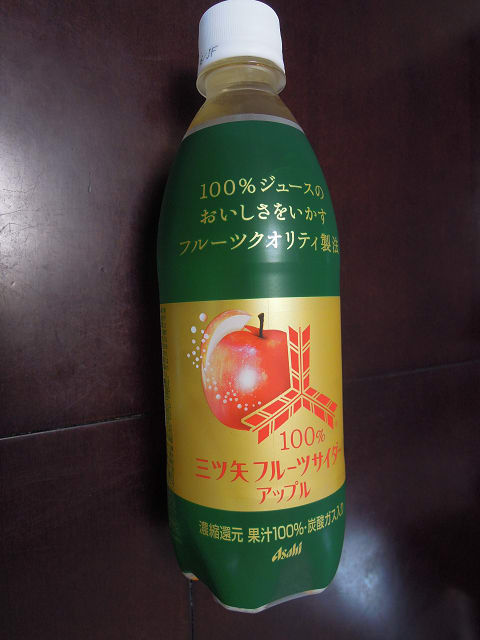 100%ジュースの
おいしさをいかす
フルーツクオリティ製法
100%
三ツ矢フルーツサイダー
アップル
濃縮還元 果汁100%・炭酸ガス入り
Asahi